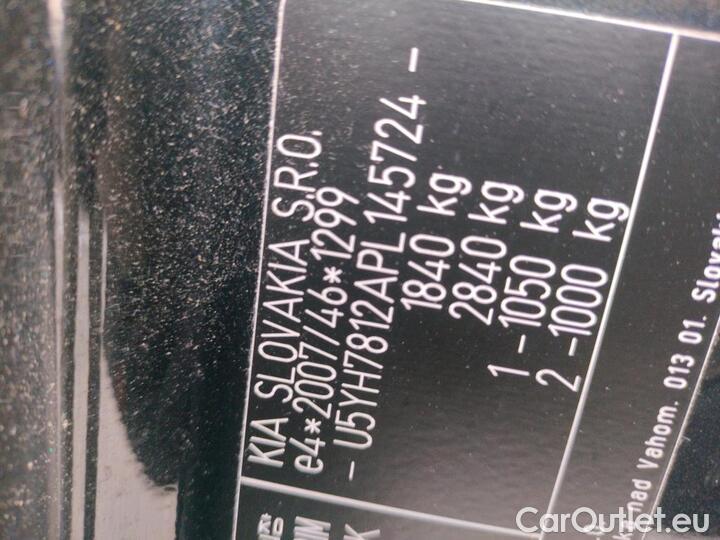 KIA SLOVAKIA S.R.O.
e4*2007/46*1299
- U5YH7812APL145724 -
1840 kg
2840 kg
1 - 1050 kg
2 - 1000 kg
nad Vahom. 013 01. Slovak
CarOutlet.eu